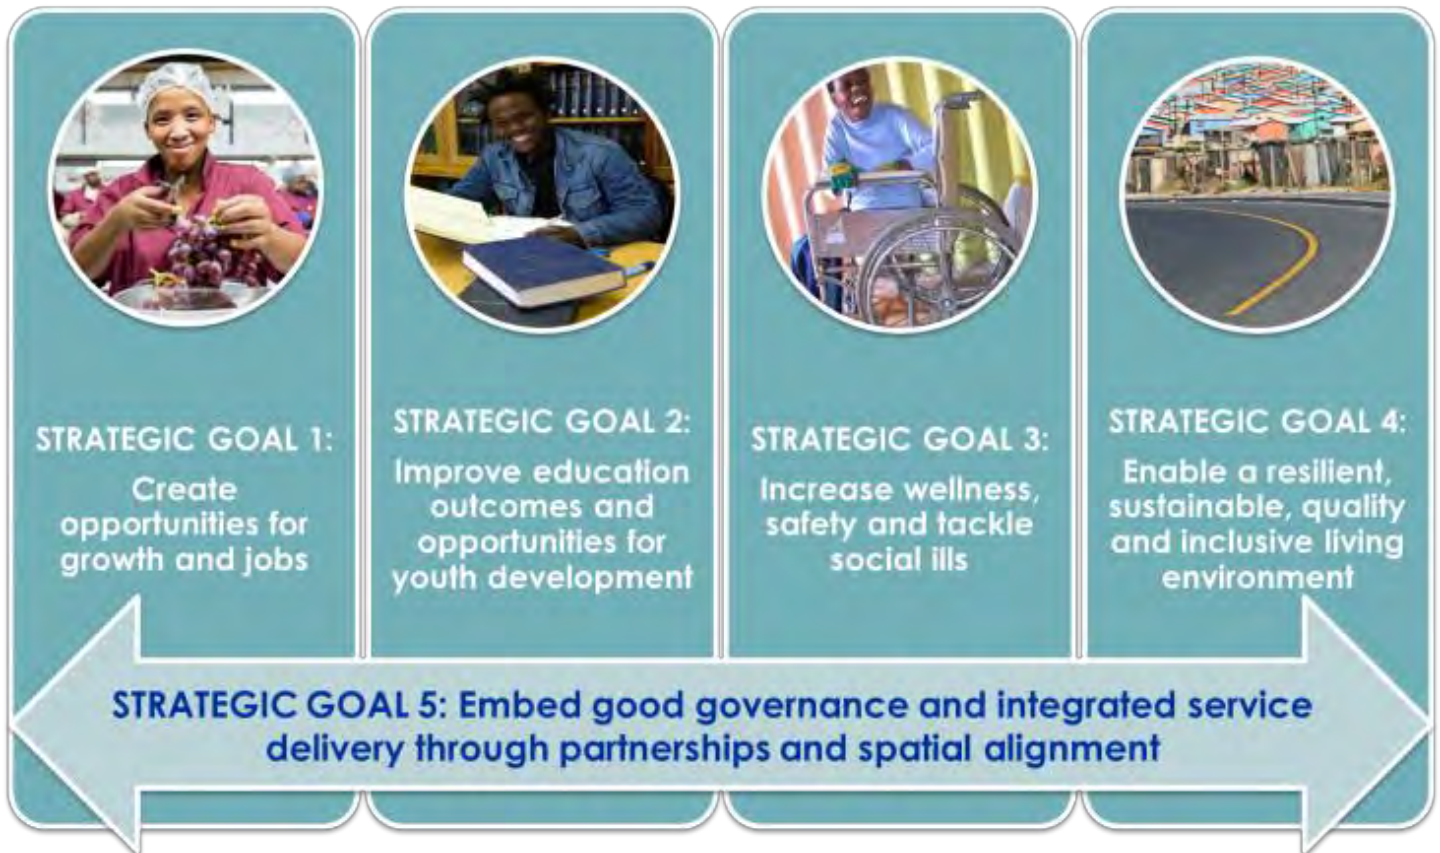 STRATEGIC GOAL 1:
Create
opportunities for
growth and jobs
STRATEGIC GOAL 2:
Improve education
outcomes and
opportunities for
youth development
STRATEGIC GOAL 3:
Increase wellness,
safety and tackle
social ills
STRATEGIC GOAL 4:
Enable a resilient,
sustainable, quality
and inclusive living
environment
STRATEGIC GOAL 5: Embed good governance and integrated service
delivery through partnerships and spatial alignment